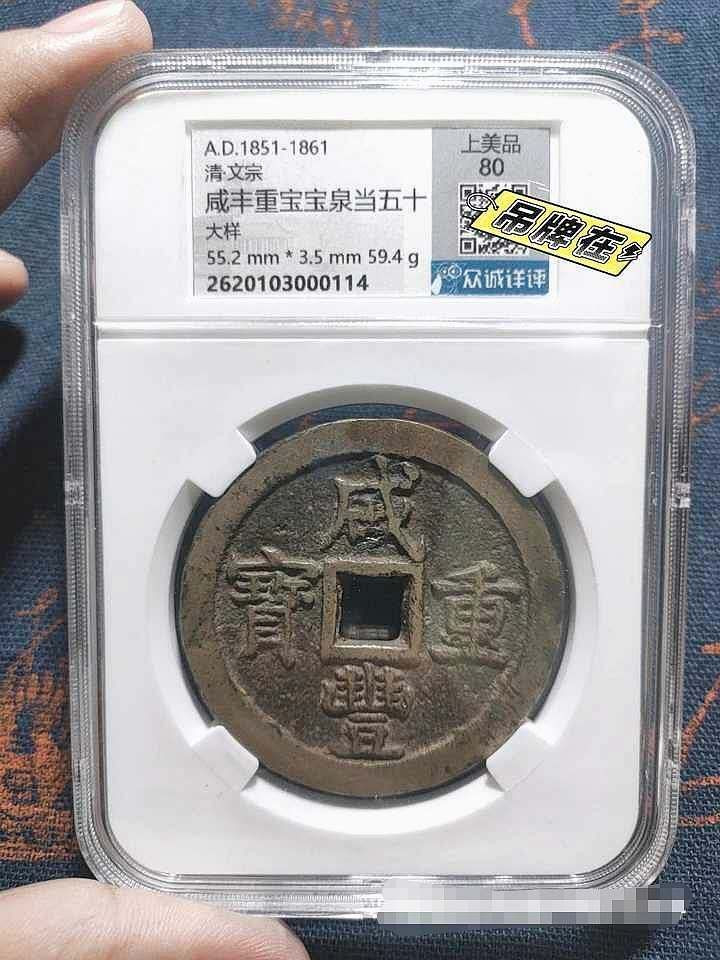 A.D.1851-1861
清·文宗
咸丰重宝宝泉当五十
大样
55.2 mm * 3.5 mm 59.4 g
2620103000114
上美品
80
吊牌在
众诚详评
咸
寶 重
豐